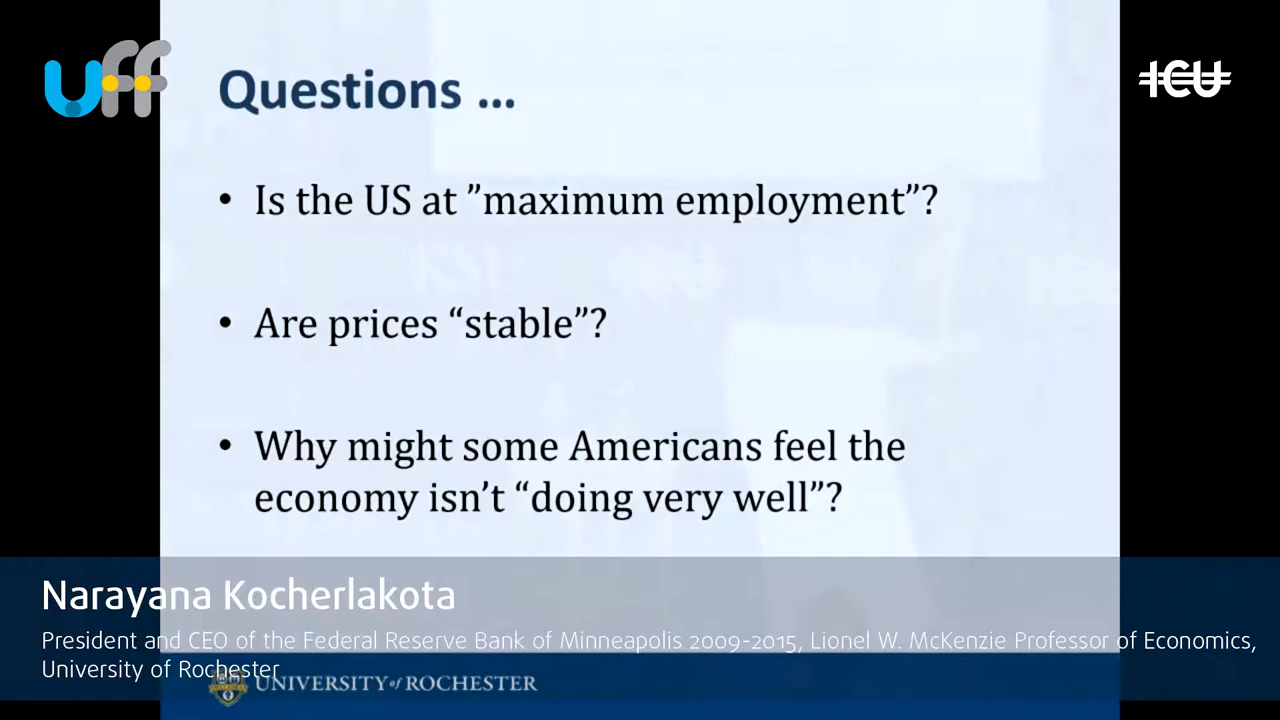 uff
ICU
Questions ...
• Is the US at ”maximum employment”?
• Are prices “stable”?
• Why might some Americans feel the
economy isn’t “doing very well”?
Narayana Kocherlakota
President and CEO of the Federal Reserve Bank of Minneapolis 2009-2015, Lionel W. McKenzie Professor of Economics,
University of Rochester
UNIVERSITY of ROCHESTER